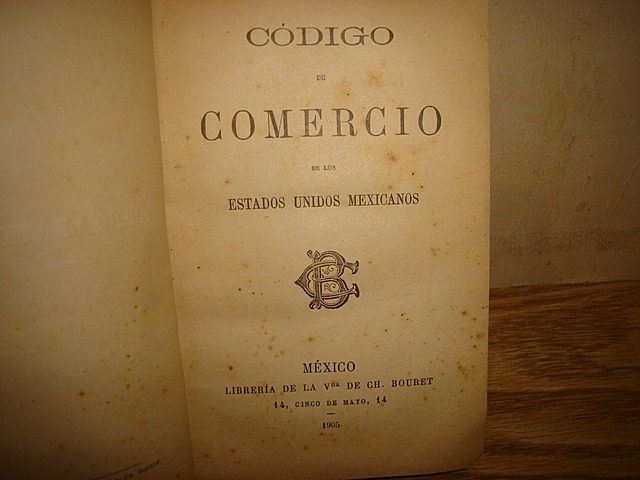 CÓDIGO
DE
COMERCIO
DE LOS
ESTADOS UNIDOS MEXICANOS
CB
MÉXICO
LIBRERÍA DE LA VDA DE CH. BOURET
14, CINCO DE MAYO, 14
1905